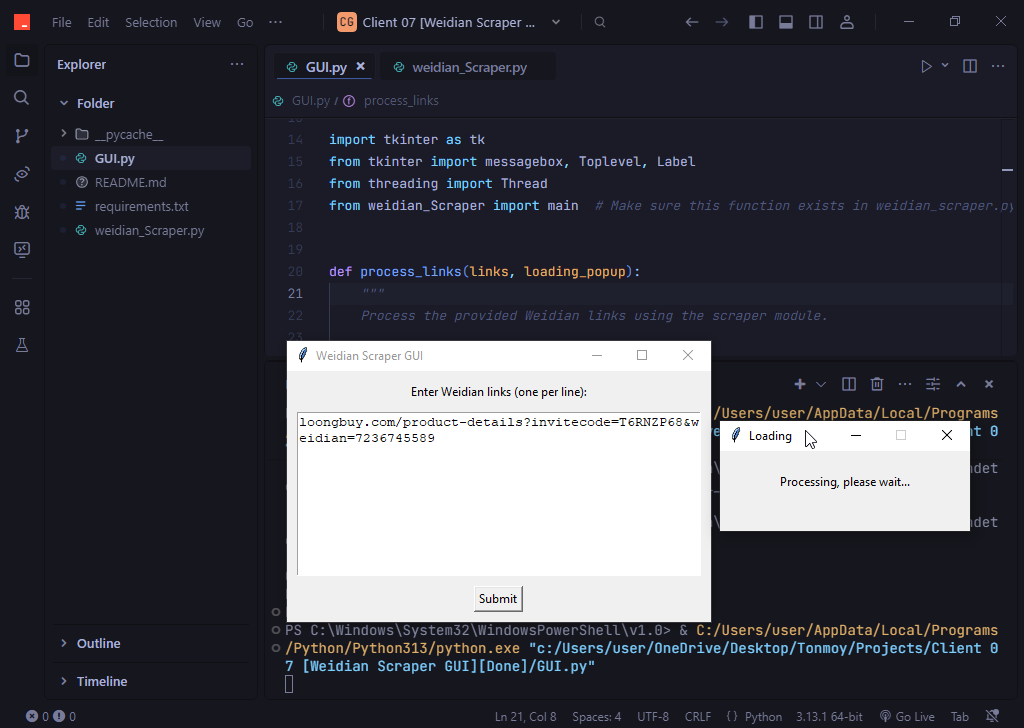 File Edit Selection View Go ···
CG Client 07 [Weidian Scraper ...
Explorer
Folder
__pycache__
GUI.py
README.md
requirements.txt
weidian_Scraper.py
Outline
Timeline
GUI.py
weidian_Scraper.py
GUI.py / process_links
14 import tkinter as tk
15 from tkinter import messagebox, Toplevel, Label
16 from threading import Thread
17 from weidian_Scraper import main # Make sure this function exists in weidian_scraper.py
18
19
20 def process_links(links, loading_popup):
21 """
22 Process the provided Weidian links using the scraper module.
Weidian Scraper GUI
Enter Weidian links (one per line):
loongbuy.com/product-details?invitecode=T6RNZP68&w
eidian=7236745589
Submit
/Users/user/AppData/Local/Programs
Loading
Processing, please wait...
t 0
det
det
PS C:\Windows\System32\WindowsPowerShell\v1.0> & C:/Users/user/AppData/Local/Programs
/Python/Python313/python.exe "c:/Users/user/OneDrive/Desktop/Tonmoy/Projects/Client 0
7 [Weidian Scraper GUI][Done]/GUI.py"
0 0 Ln 21, Col 8 Spaces: 4 UTF-8 CRLF {} Python 3.13.1 64-bit Go Live Tab